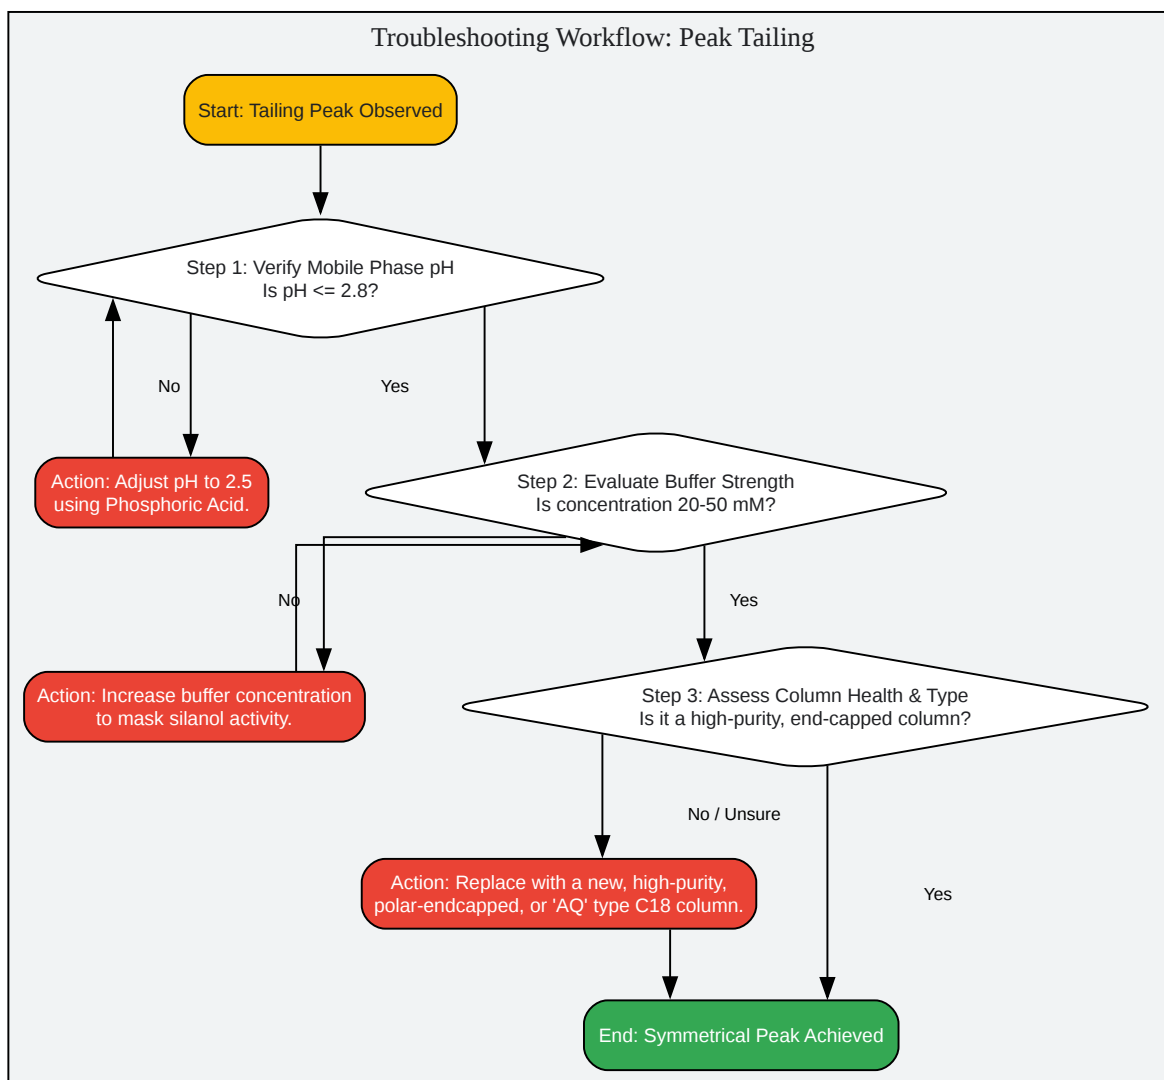 Troubleshooting Workflow: Peak Tailing
Start: Tailing Peak Observed
Step 1: Verify Mobile Phase pH
Is pH <= 2.8?
No
Yes
Action: Adjust pH to 2.5
using Phosphoric Acid.
Step 2: Evaluate Buffer Strength
Is concentration 20-50 mM?
No
Yes
Action: Increase buffer concentration
to mask silanol activity.
Step 3: Assess Column Health & Type
Is it a high-purity, end-capped column?
No / Unsure
Yes
Action: Replace with a new, high-purity,
polar-endcapped, or 'AQ' type C18 column.
End: Symmetrical Peak Achieved